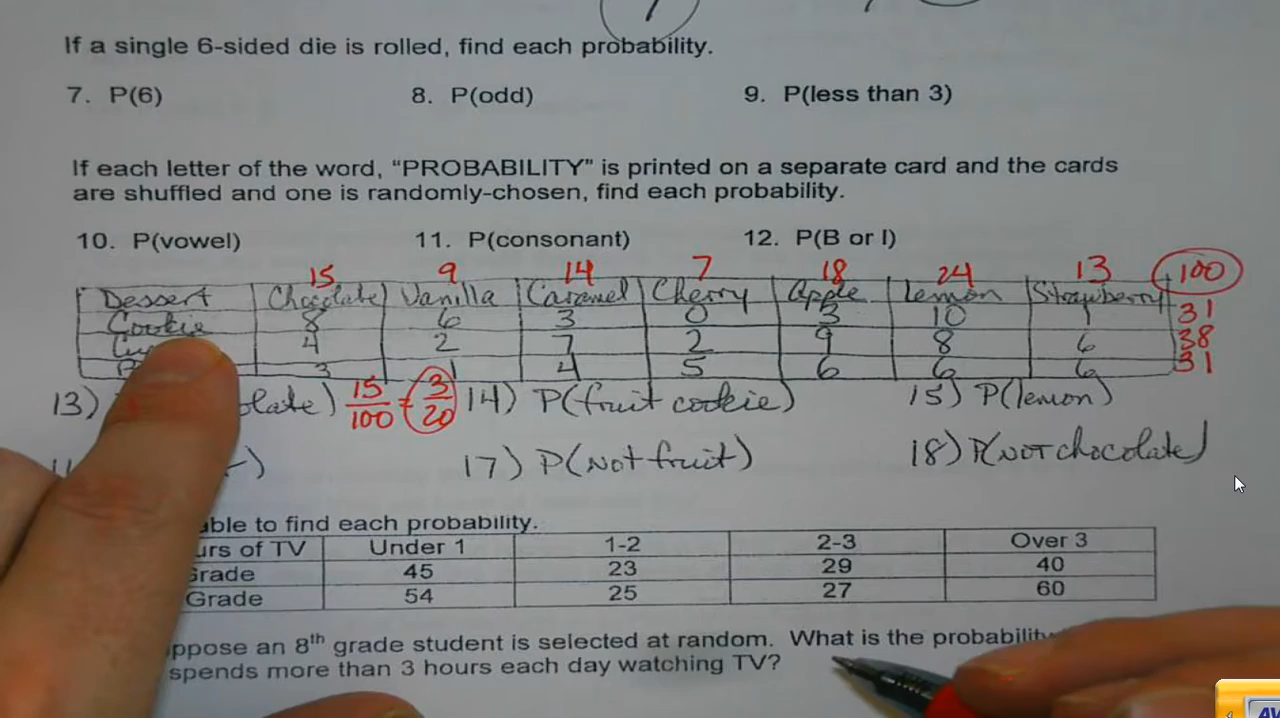 If a single 6-sided die is rolled, find each probability.
7. P(6) 8. P(odd) 9. P(less than 3)
If each letter of the word, “PROBABILITY” is printed on a separate card and the cards
are shuffled and one is randomly-chosen, find each probability.
10. P(vowel) 11. P(consonant) 12. P(B or I)
15 9 14 7 18 24 13 100
Dessert Chocolate Vanilla Caramel Cherry Apple Lemon Strawberry
Cookie 8 6 3 0 3 10 1 31
4 2 7 2 9 8 6 38
3 1 4 5 6 6 6 31
13) olate) 15/100 = 3/20 14) P(fruit cookie) 15) P(lemon)
17) P(Not fruit) 18) P(NOT chocolate)
able to find each probability.
urs of TV Under 1 1-2 2-3 Over 3
Grade 45 23 29 40
Grade 54 25 27 60
ppose an 8th grade student is selected at random. What is the probability
spends more than 3 hours each day watching TV?